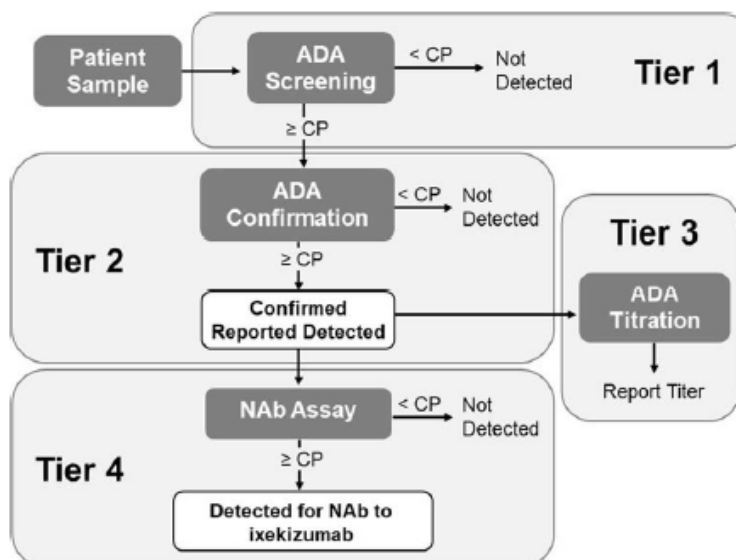 Patient
Sample
ADA
Screening
< CP
Not
Detected
Tier 1
≥ CP
ADA
Confirmation
< CP
Not
Detected
Tier 2
≥ CP
Confirmed
Reported Detected
Tier 3
ADA
Titration
Report Titer
NAb Assay
< CP
Not
Detected
Tier 4
≥ CP
Detected for NAb to
ixekizumab